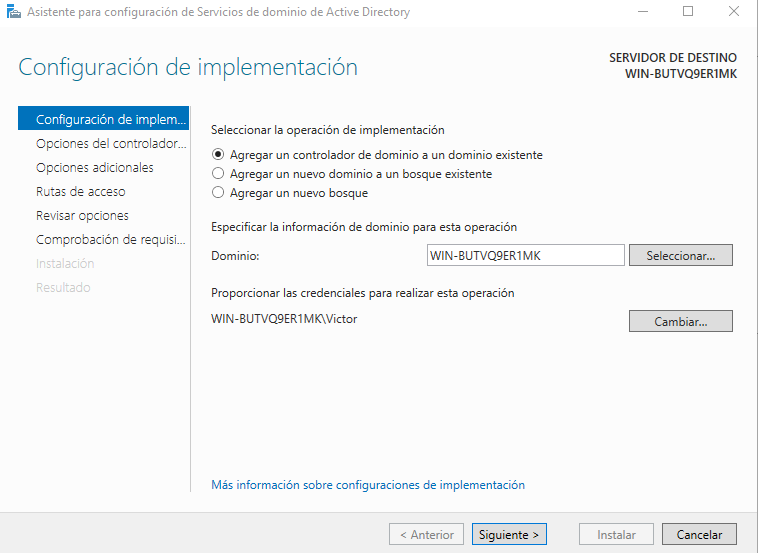 Asistente para configuración de Servicios de dominio de Active Directory
Configuración de implementación
SERVIDOR DE DESTINO
WIN-BUTVQ9ER1MK
Configuración de implem...
Opciones del controlador...
Opciones adicionales
Rutas de acceso
Revisar opciones
Comprobación de requisi...
Instalación
Resultado
Seleccionar la operación de implementación
Agregar un controlador de dominio a un dominio existente
Agregar un nuevo dominio a un bosque existente
Agregar un nuevo bosque
Especificar la información de dominio para esta operación
Dominio: WIN-BUTVQ9ER1MK Seleccionar...
Proporcionar las credenciales para realizar esta operación
WIN-BUTVQ9ER1MK\Victor Cambiar...
Más información sobre configuraciones de implementación
< Anterior Siguiente > Instalar Cancelar